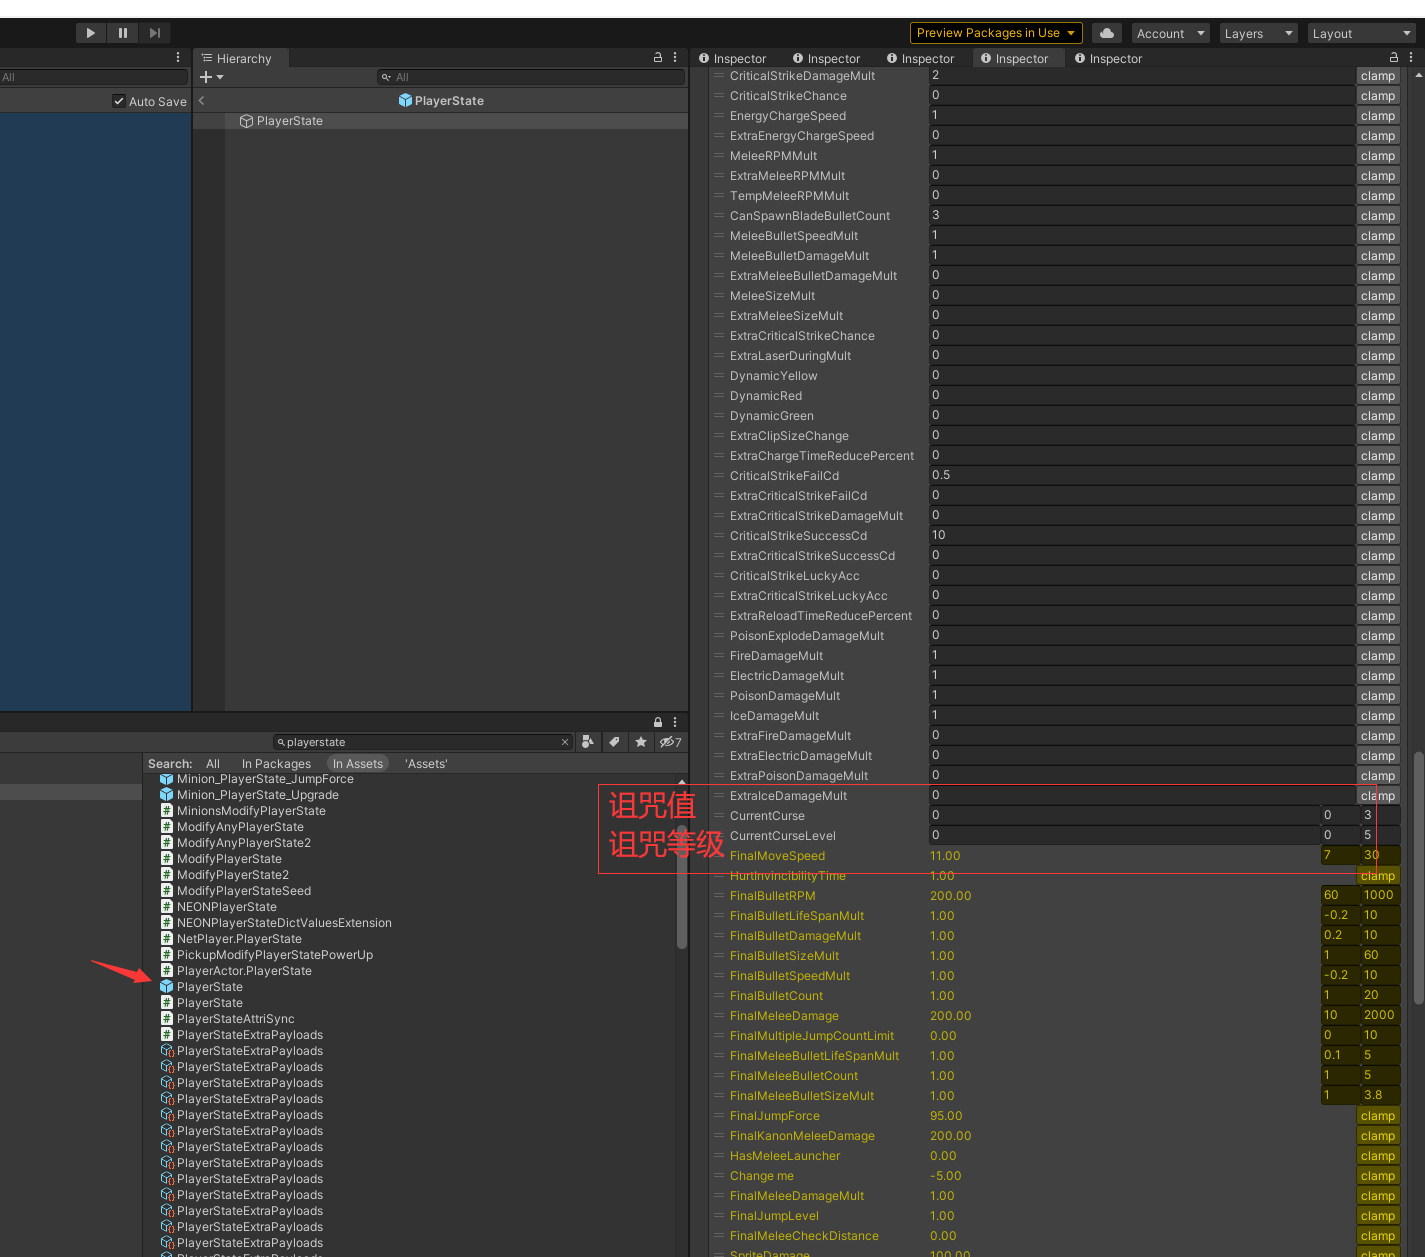 Preview Packages in Use
Account
Layers
Layout
All
Auto Save
Hierarchy
All
PlayerState
PlayerState
Inspector
Inspector
Inspector
Inspector
Inspector
CriticalStrikeDamageMult 2 clamp
CriticalStrikeChance 0 clamp
EnergyChargeSpeed 1 clamp
ExtraEnergyChargeSpeed 0 clamp
MeleeRPMMult 1 clamp
ExtraMeleeRPMMult 0 clamp
TempMeleeRPMMult 0 clamp
CanSpawnBladeBulletCount 3 clamp
MeleeBulletSpeedMult 1 clamp
MeleeBulletDamageMult 1 clamp
ExtraMeleeBulletDamageMult 0 clamp
MeleeSizeMult 0 clamp
ExtraMeleeSizeMult 0 clamp
ExtraCriticalStrikeChance 0 clamp
ExtraLaserDuringMult 0 clamp
DynamicYellow 0 clamp
DynamicRed 0 clamp
DynamicGreen 0 clamp
ExtraClipSizeChange 0 clamp
ExtraChargeTimeReducePercent 0 clamp
CriticalStrikeFailCd 0.5 clamp
ExtraCriticalStrikeFailCd 0 clamp
ExtraCriticalStrikeDamageMult 0 clamp
CriticalStrikeSuccessCd 10 clamp
ExtraCriticalStrikeSuccessCd 0 clamp
CriticalStrikeLuckyAcc 0 clamp
ExtraCriticalStrikeLuckyAcc 0 clamp
ExtraReloadTimeReducePercent 0 clamp
PoisonExplodeDamageMult 0 clamp
FireDamageMult 1 clamp
ElectricDamageMult 1 clamp
PoisonDamageMult 1 clamp
IceDamageMult 1 clamp
ExtraFireDamageMult 0 clamp
ExtraElectricDamageMult 0 clamp
ExtraPoisonDamageMult 0 clamp
ExtraIceDamageMult 0 clamp
CurrentCurse 0 0 3
CurrentCurseLevel 0 0 5
FinalMoveSpeed 11.00 7 30
HurtInvincibilityTime 1.00 clamp
FinalBulletRPM 200.00 60 1000
FinalBulletLifeSpanMult 1.00 -0.2 10
FinalBulletDamageMult 1.00 0.2 10
FinalBulletSizeMult 1.00 1 60
FinalBulletSpeedMult 1.00 -0.2 10
FinalBulletCount 1.00 1 20
FinalMeleeDamage 200.00 10 2000
FinalMultipleJumpCountLimit 0.00 0 10
FinalMeleeBulletLifeSpanMult 1.00 0.1 5
FinalMeleeBulletCount 1.00 1 5
FinalMeleeBulletSizeMult 1.00 1 3.8
FinalJumpForce 95.00 clamp
FinalKanonMeleeDamage 200.00 clamp
HasMeleeLauncher 0.00 clamp
Change me -5.00 clamp
FinalMeleeDamageMult 1.00 clamp
FinalJumpLevel 1.00 clamp
FinalMeleeCheckDistance 0.00 clamp
SpriteDamage 100.00 clamp
诅咒值
诅咒等级
playerstate
7
Search: All In Packages In Assets 'Assets'
Minion_PlayerState_JumpForce
Minion_PlayerState_Upgrade
MinionsModifyPlayerState
ModifyAnyPlayerState
ModifyAnyPlayerState2
ModifyPlayerState
ModifyPlayerState2
ModifyPlayerStateSeed
NEONPlayerState
NEONPlayerStateDictValuesExtension
NetPlayer.PlayerState
PickupModifyPlayerStatePowerUp
PlayerActor.PlayerState
PlayerState
PlayerState
PlayerStateAttriSync
PlayerStateExtraPayloads
PlayerStateExtraPayloads
PlayerStateExtraPayloads
PlayerStateExtraPayloads
PlayerStateExtraPayloads
PlayerStateExtraPayloads
PlayerStateExtraPayloads
PlayerStateExtraPayloads
PlayerStateExtraPayloads
PlayerStateExtraPayloads
PlayerStateExtraPayloads
PlayerStateExtraPayloads
PlayerStateExtraPayloads
PlayerStateExtraPayloads